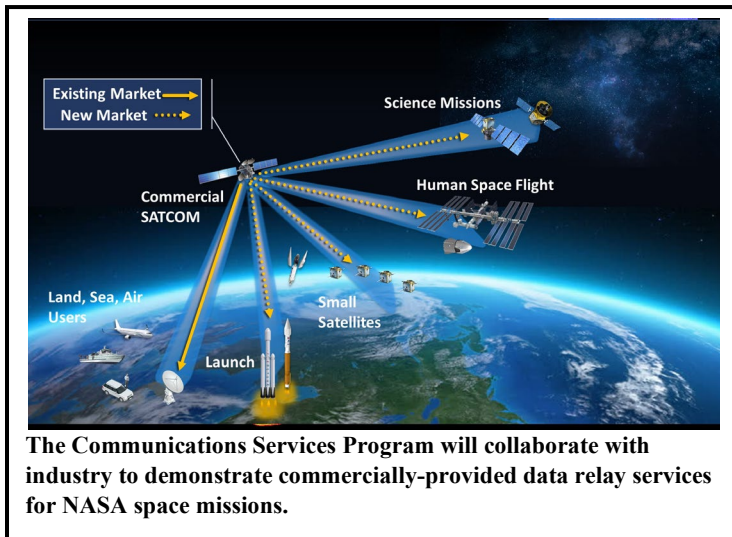 Existing Market
New Market
Science Missions
Human Space Flight
Commercial
SATCOM
Land, Sea, Air
Users
Small
Satellites
Launch
The Communications Services Program will collaborate with
industry to demonstrate commercially-provided data relay services
for NASA space missions.